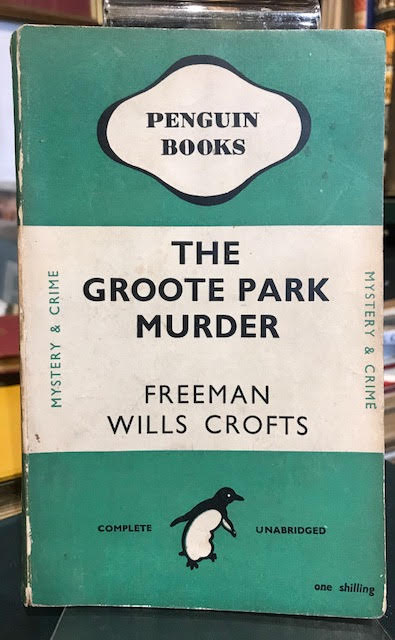 PENGUIN
BOOKS
THE
GROOTE PARK
MURDER
MYSTERY & CRIME
MYSTERY & CRIME
FREEMAN
WILLS CROFTS
COMPLETE UNABRIDGED
one shilling